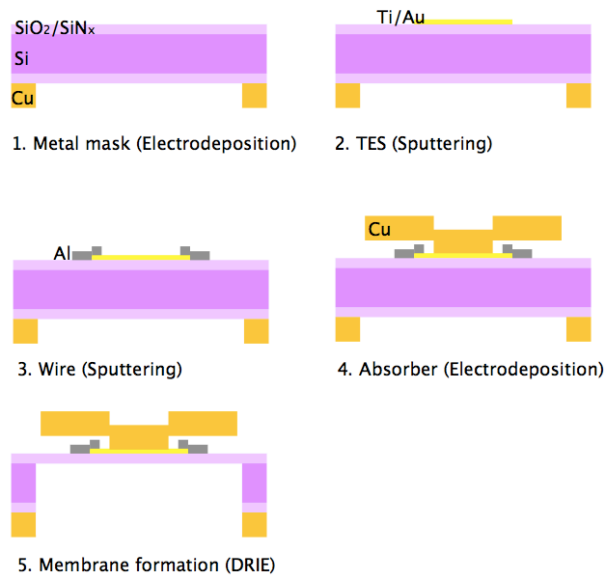 SiO₂/SiNₓ
Si
Cu
1. Metal mask (Electrodeposition)
Ti/Au
2. TES (Sputtering)
Al
3. Wire (Sputtering)
Cu
4. Absorber (Electrodeposition)
5. Membrane formation (DRIE)